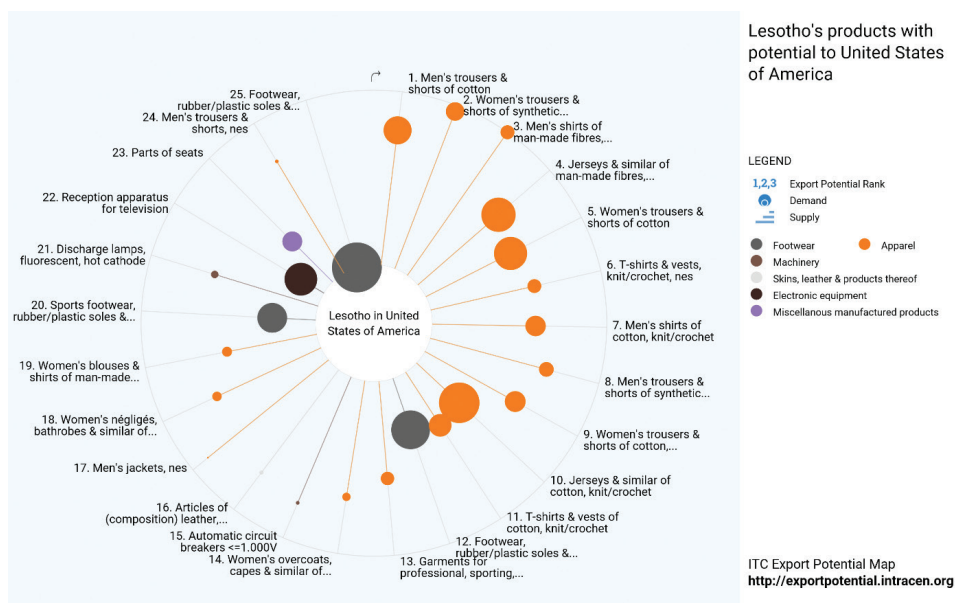 Lesotho's products with
potential to United States
of America
1. Men's trousers &
shorts of cotton
2. Women's trousers &
shorts of synthetic...
3. Men's shirts of
man-made fibres,...
4. Jerseys & similar of
man-made fibres,...
5. Women's trousers &
shorts of cotton
6. T-shirts & vests,
knit/crochet, nes
7. Men's shirts of
cotton, knit/crochet
8. Men's trousers &
shorts of synthetic...
9. Women's trousers &
shorts of cotton,...
10. Jerseys & similar of
cotton, knit/crochet
11. T-shirts & vests of
cotton, knit/crochet
12. Footwear,
rubber/plastic soles &...
13. Garments for
professional, sporting,...
14. Women's overcoats,
capes & similar of...
15. Automatic circuit
breakers <=1.000V
16. Articles of
(composition) leather,...
17. Men's jackets, nes
18. Women's négligés,
bathrobes & similar of...
19. Women's blouses &
shirts of man-made...
20. Sports footwear,
rubber/plastic soles &...
21. Discharge lamps,
fluorescent, hot cathode
22. Reception apparatus
for television
23. Parts of seats
24. Men's trousers &
shorts, nes
25. Footwear,
rubber/plastic soles &...
Lesotho in United
States of America
LEGEND
1,2,3 Export Potential Rank
Demand
Supply
Footwear Apparel
Machinery
Skins, leather & products thereof
Electronic equipment
Miscellanous manufactured products
ITC Export Potential Map
http://exportpotential.intracen.org